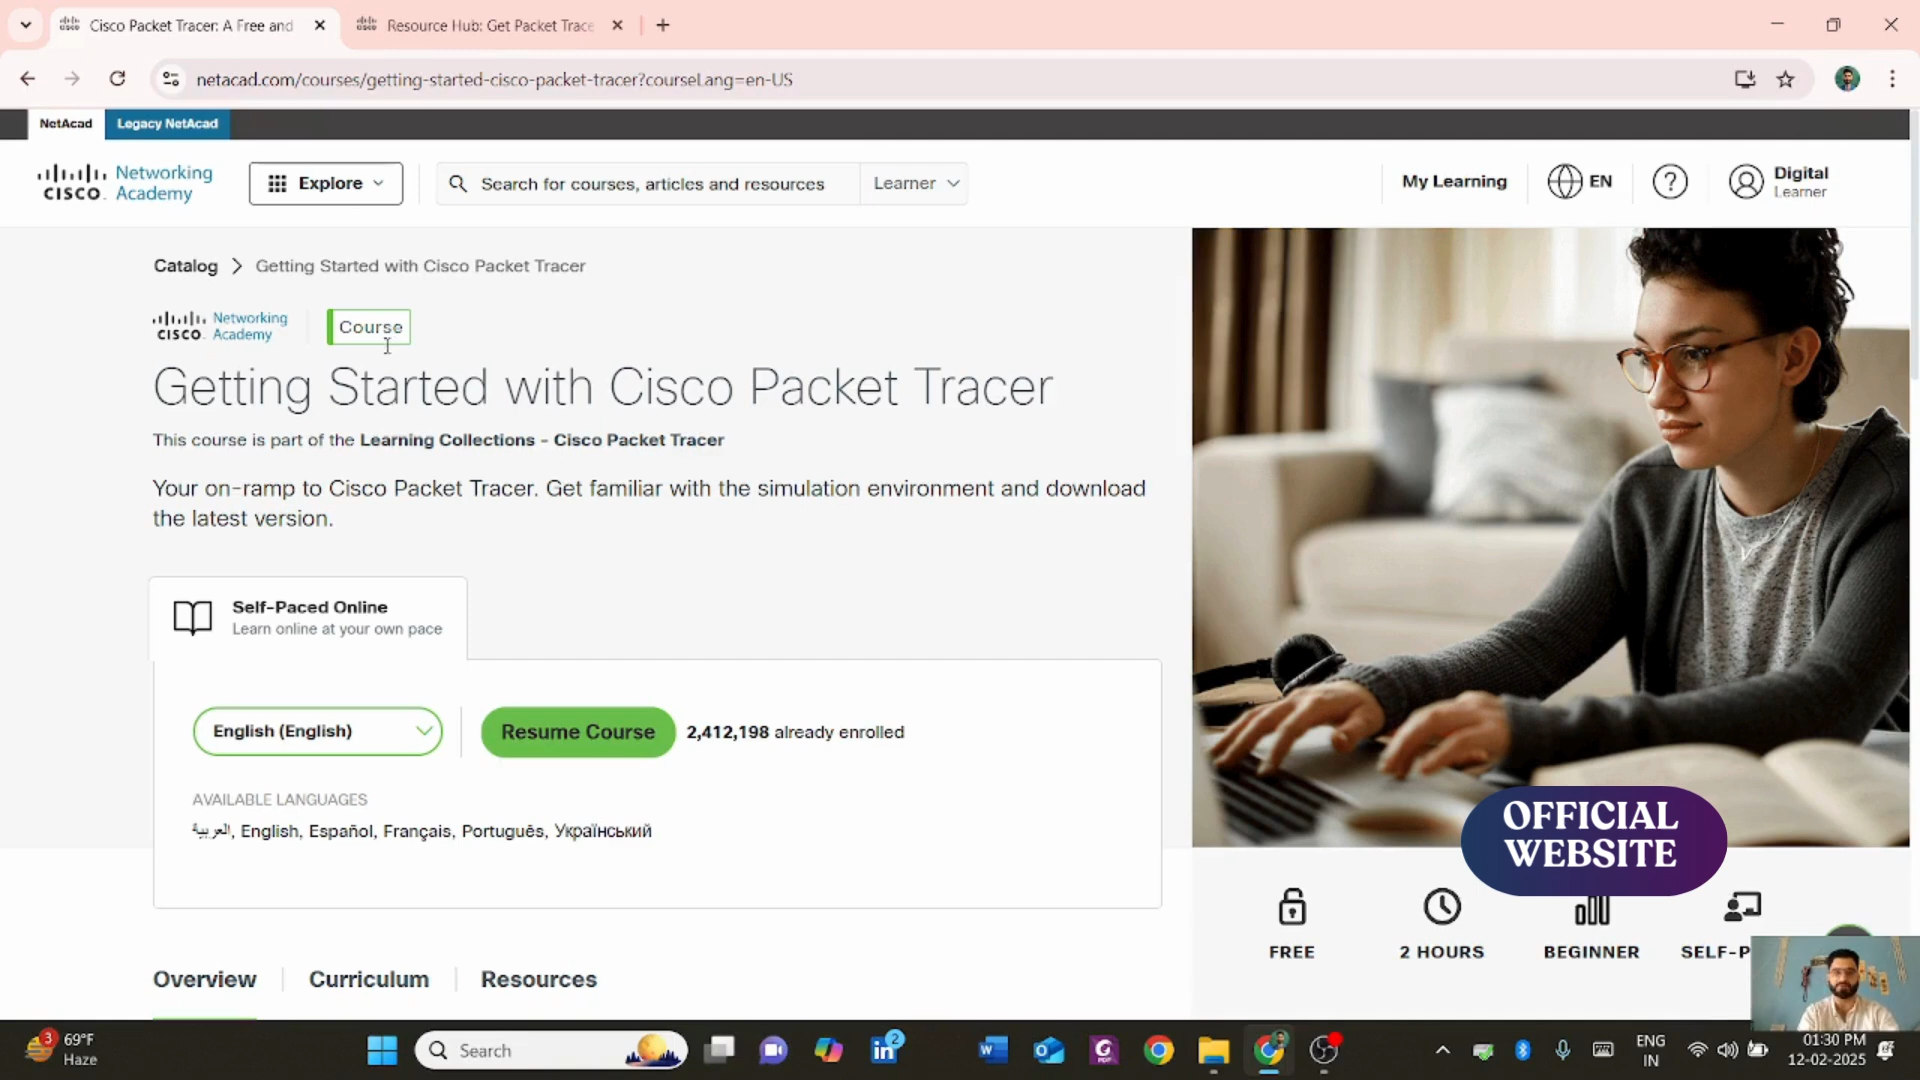 Cisco Packet Tracer: A Free and
Resource Hub: Get Packet Trace
netacad.com/courses/getting-started-cisco-packet-tracer?courseLang=en-US
NetAcad
Legacy NetAcad
CISCO Networking Academy
Explore
Search for courses, articles and resources
Learner
My Learning
EN
?
Digital
Learner
Catalog > Getting Started with Cisco Packet Tracer
CISCO Networking Academy
Course
Getting Started with Cisco Packet Tracer
This course is part of the Learning Collections - Cisco Packet Tracer
Your on-ramp to Cisco Packet Tracer. Get familiar with the simulation environment and download
the latest version.
Self-Paced Online
Learn online at your own pace
English (English)
Resume Course
2,412,198 already enrolled
AVAILABLE LANGUAGES
العربية, English, Español, Français, Português, Український
OFFICIAL
WEBSITE
FREE
2 HOURS
BEGINNER
SELF-P
Overview
Curriculum
Resources
3
69°F
Haze
Search
2
ENG
IN
01:30 PM
12-02-2025